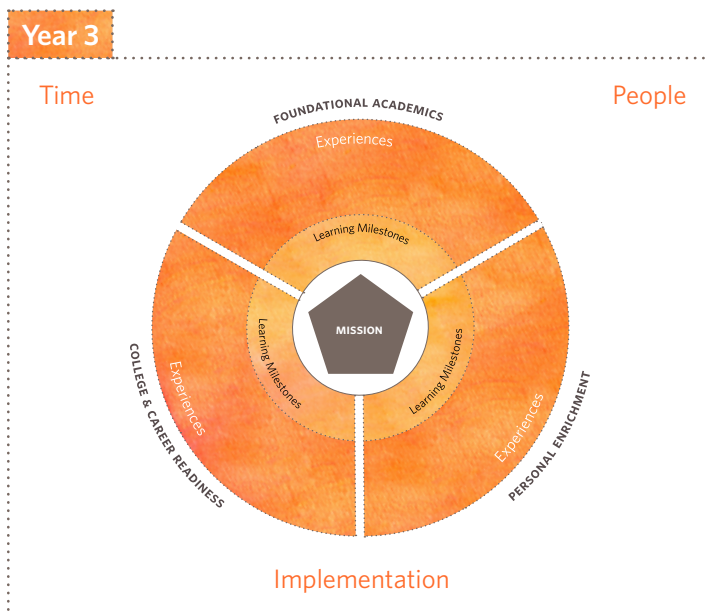 Year 3
Time
People
FOUNDATIONAL ACADEMICS
Experiences
Learning Milestones
MISSION
Learning Milestones
Experiences
COLLEGE & CAREER READINESS
Learning Milestones
Experiences
PERSONAL ENRICHMENT
Implementation